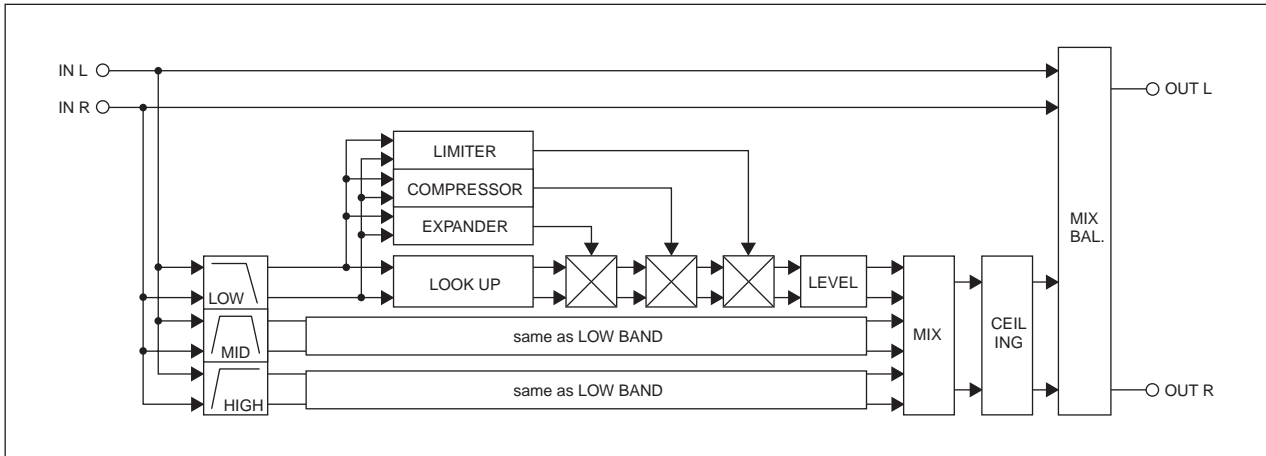 IN L
OUT L
IN R
LIMITER
COMPRESSOR
EXPANDER
MIX
BAL.
LOW
LOOK UP
LEVEL
MID
same as LOW BAND
MIX
CEIL
ING
HIGH
same as LOW BAND
OUT R